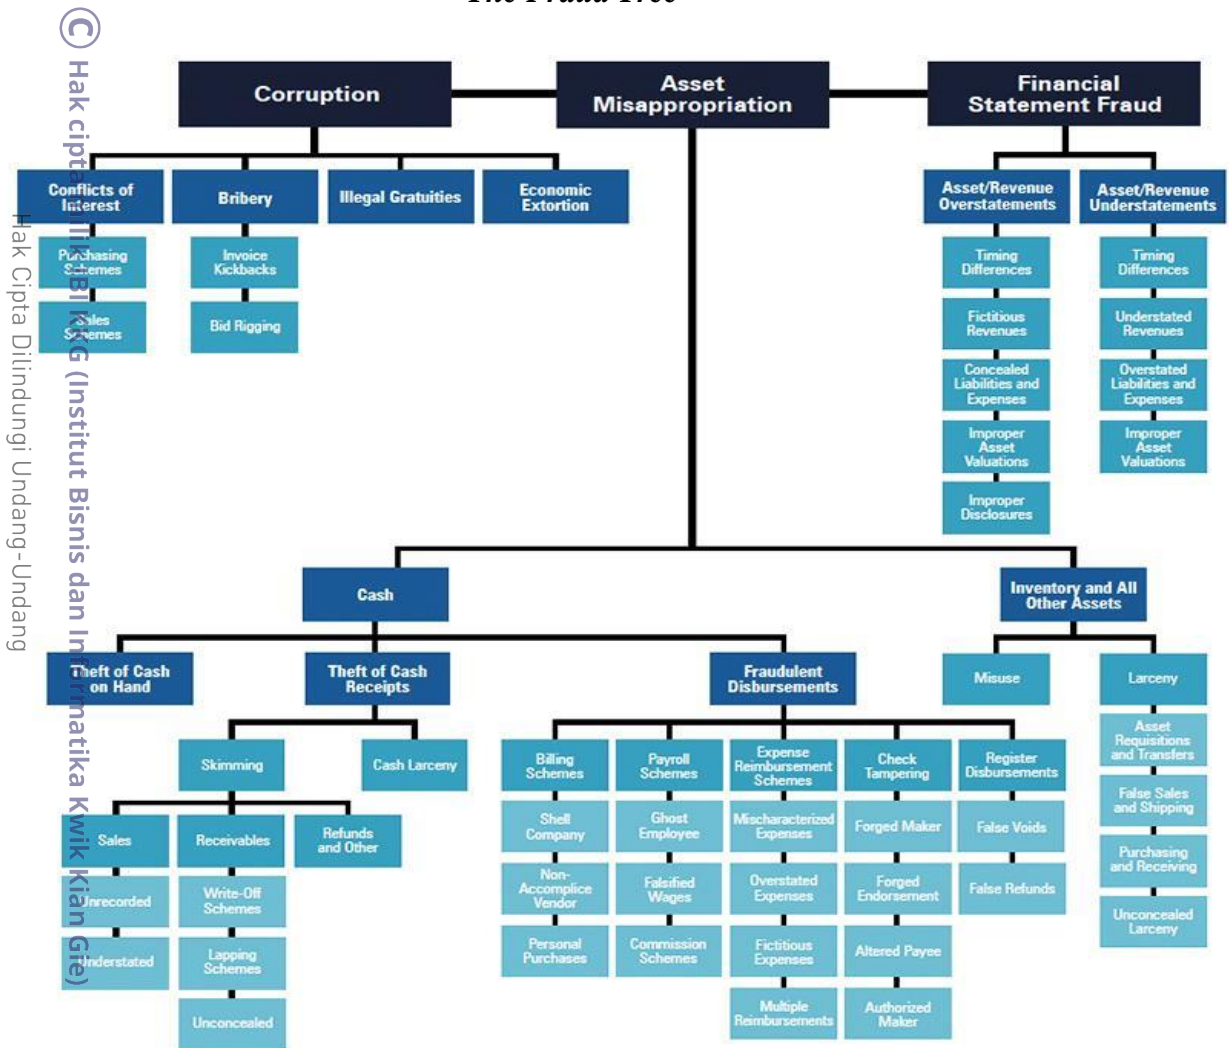 The Fraud Tree
Corruption
Asset
Misappropriation
Financial
Statement Fraud
Conflicts of
Interest
Bribery
Illegal Gratuities
Economic
Extortion
Asset/Revenue
Overstatements
Asset/Revenue
Understatements
Purchasing
Schemes
Sales
Schemes
Invoice
Kickbacks
Bid Rigging
Timing
Differences
Fictitious
Revenues
Concealed
Liabilities and
Expenses
Improper
Asset
Valuations
Improper
Disclosures
Timing
Differences
Understated
Revenues
Overstated
Liabilities and
Expenses
Improper
Asset
Valuations
Cash
Inventory and All
Other Assets
Theft of Cash
on Hand
Theft of Cash
Receipts
Fraudulent
Disbursements
Misuse
Larceny
Asset
Requisitions
and Transfers
False Sales
and Shipping
Purchasing
and Receiving
Unconcealed
Larceny
Skimming
Cash Larceny
Sales
Unrecorded
Understated
Receivables
Write-Off
Schemes
Lapping
Schemes
Unconcealed
Refunds
and Other
Billing
Schemes
Shell
Company
Non-
Accomplice
Vendor
Personal
Purchases
Payroll
Schemes
Ghost
Employee
Falsified
Wages
Commission
Schemes
Expense
Reimbursement
Schemes
Mischaracterized
Expenses
Overstated
Expenses
Fictitious
Expenses
Multiple
Reimbursements
Check
Tampering
Forged Maker
Forged
Endorsement
Altered Payee
Authorized
Maker
Register
Disbursements
False Voids
False Refunds
© Hak cipta milik IBI KKG (Institut Bisnis dan Informatika Kwik Kian Gie)
Hak Cipta Dilindungi Undang-Undang